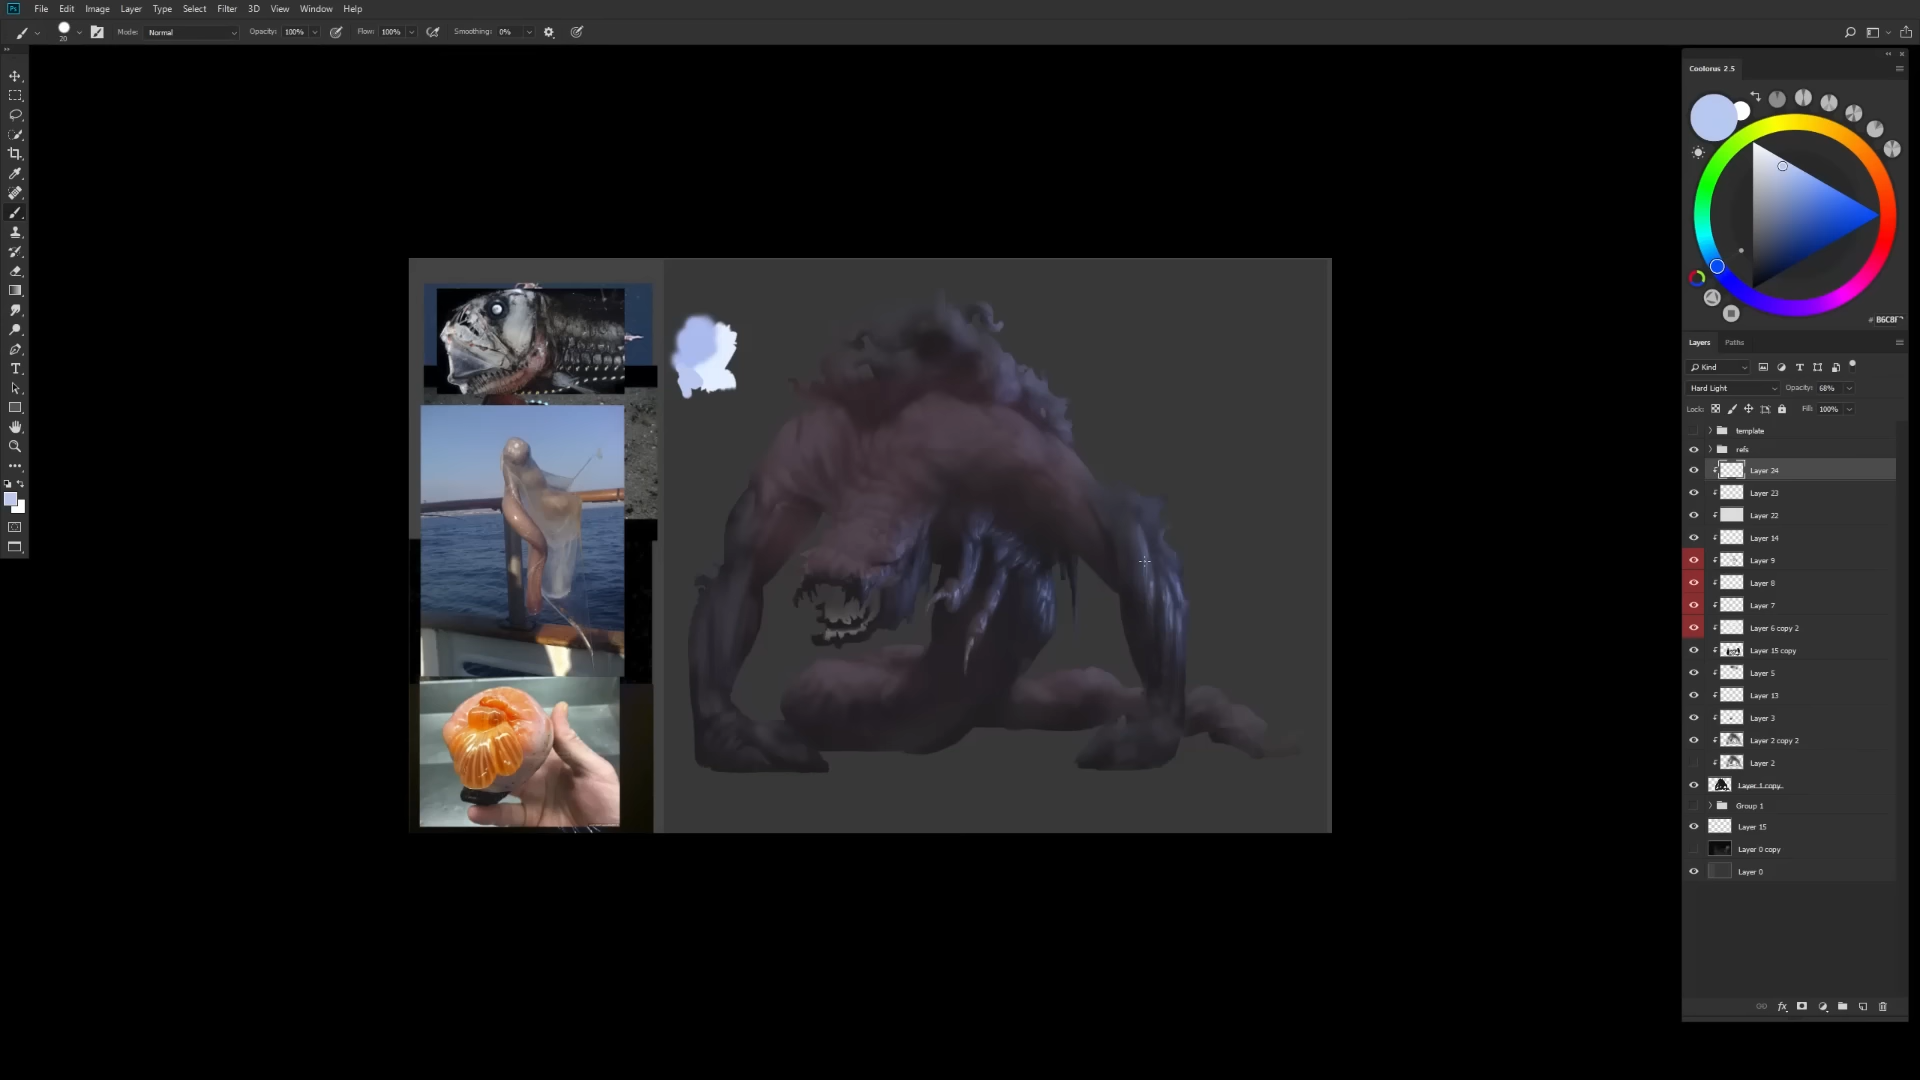 Ps File Edit Image Layer Type Select Filter 3D View Window Help
20 Mode: Normal Opacity: 100% Flow: 100% Smoothing: 0%
Coolorus 2.5
Layers Paths
Kind
Hard Light Opacity: 68%
Lock: Fill: 100%
template
refs
Layer 24
Layer 23
Layer 22
Layer 14
Layer 9
Layer 8
Layer 7
Layer 6 copy 2
Layer 15 copy
Layer 5
Layer 13
Layer 3
Layer 2 copy 2
Layer 2
Layer 1 copy
Group 1
Layer 15
Layer 0 copy
Layer 0